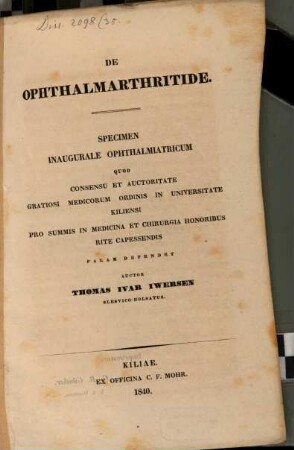 Diss. 2098/25.
DE
OPHTHALMARTHRITIDE.
SPECIMEN
INAUGURALE OPHTHALMIATRICUM
QUOD
CONSENSU ET AUCTORITATE
GRATIOSI MEDICORUM ORDINIS IN UNIVERSITATE
KILIENSI
PRO SUMMIS IN MEDICINA ET CHIRURGIA HONORIBUS
RITE CAPESSENDIS
PALAM DEFENDET
AUCTOR
THOMAS IVAR IWERSEN
SLESVICO-HOLSATUS.
KILIAE.
EX OFFICINA C. F. MOHR.
1840.